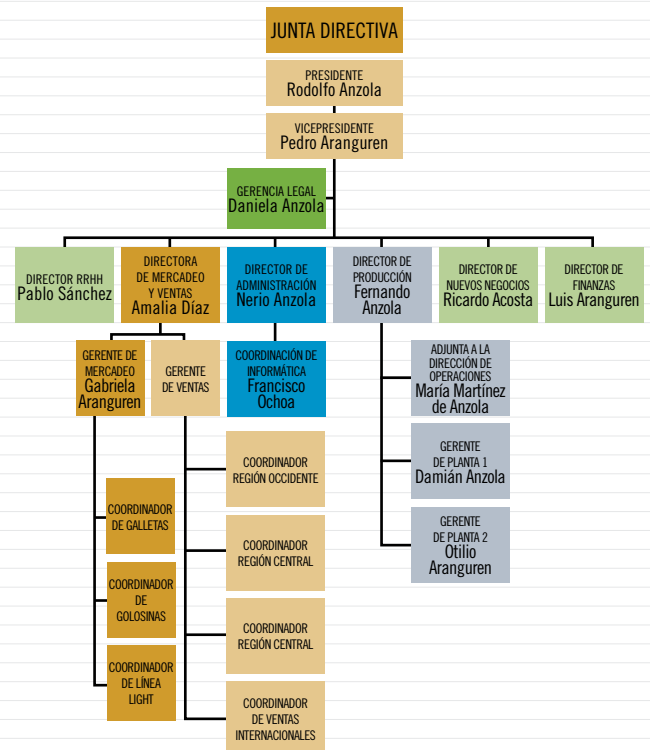 JUNTA DIRECTIVA
PRESIDENTE
Rodolfo Anzola
VICEPRESIDENTE
Pedro Aranguren
GERENCIA LEGAL
Daniela Anzola
DIRECTOR RRHH
Pablo Sánchez
DIRECTORA
DE MERCADEO
Y VENTAS
Amalia Díaz
DIRECTOR DE
ADMINISTRACIÓN
Nerio Anzola
DIRECTOR DE
PRODUCCIÓN
Fernando
Anzola
DIRECTOR DE
NUEVOS NEGOCIOS
Ricardo Acosta
DIRECTOR DE
FINANZAS
Luis Aranguren
GERENTE DE
MERCADEO
Gabriela
Aranguren
GERENTE
DE VENTAS
COORDINACIÓN DE
INFORMÁTICA
Francisco
Ochoa
ADJUNTA A LA
DIRECCIÓN DE
OPERACIONES
María Martínez
de Anzola
GERENTE
DE PLANTA 1
Damián Anzola
GERENTE
DE PLANTA 2
Otilio
Aranguren
COORDINADOR
DE GALLETAS
COORDINADOR
DE
GOLOSINAS
COORDINADOR
DE LÍNEA
LIGHT
COORDINADOR
REGIÓN OCCIDENTE
COORDINADOR
REGIÓN CENTRAL
COORDINADOR
REGIÓN CENTRAL
COORDINADOR
DE VENTAS
INTERNACIONALES